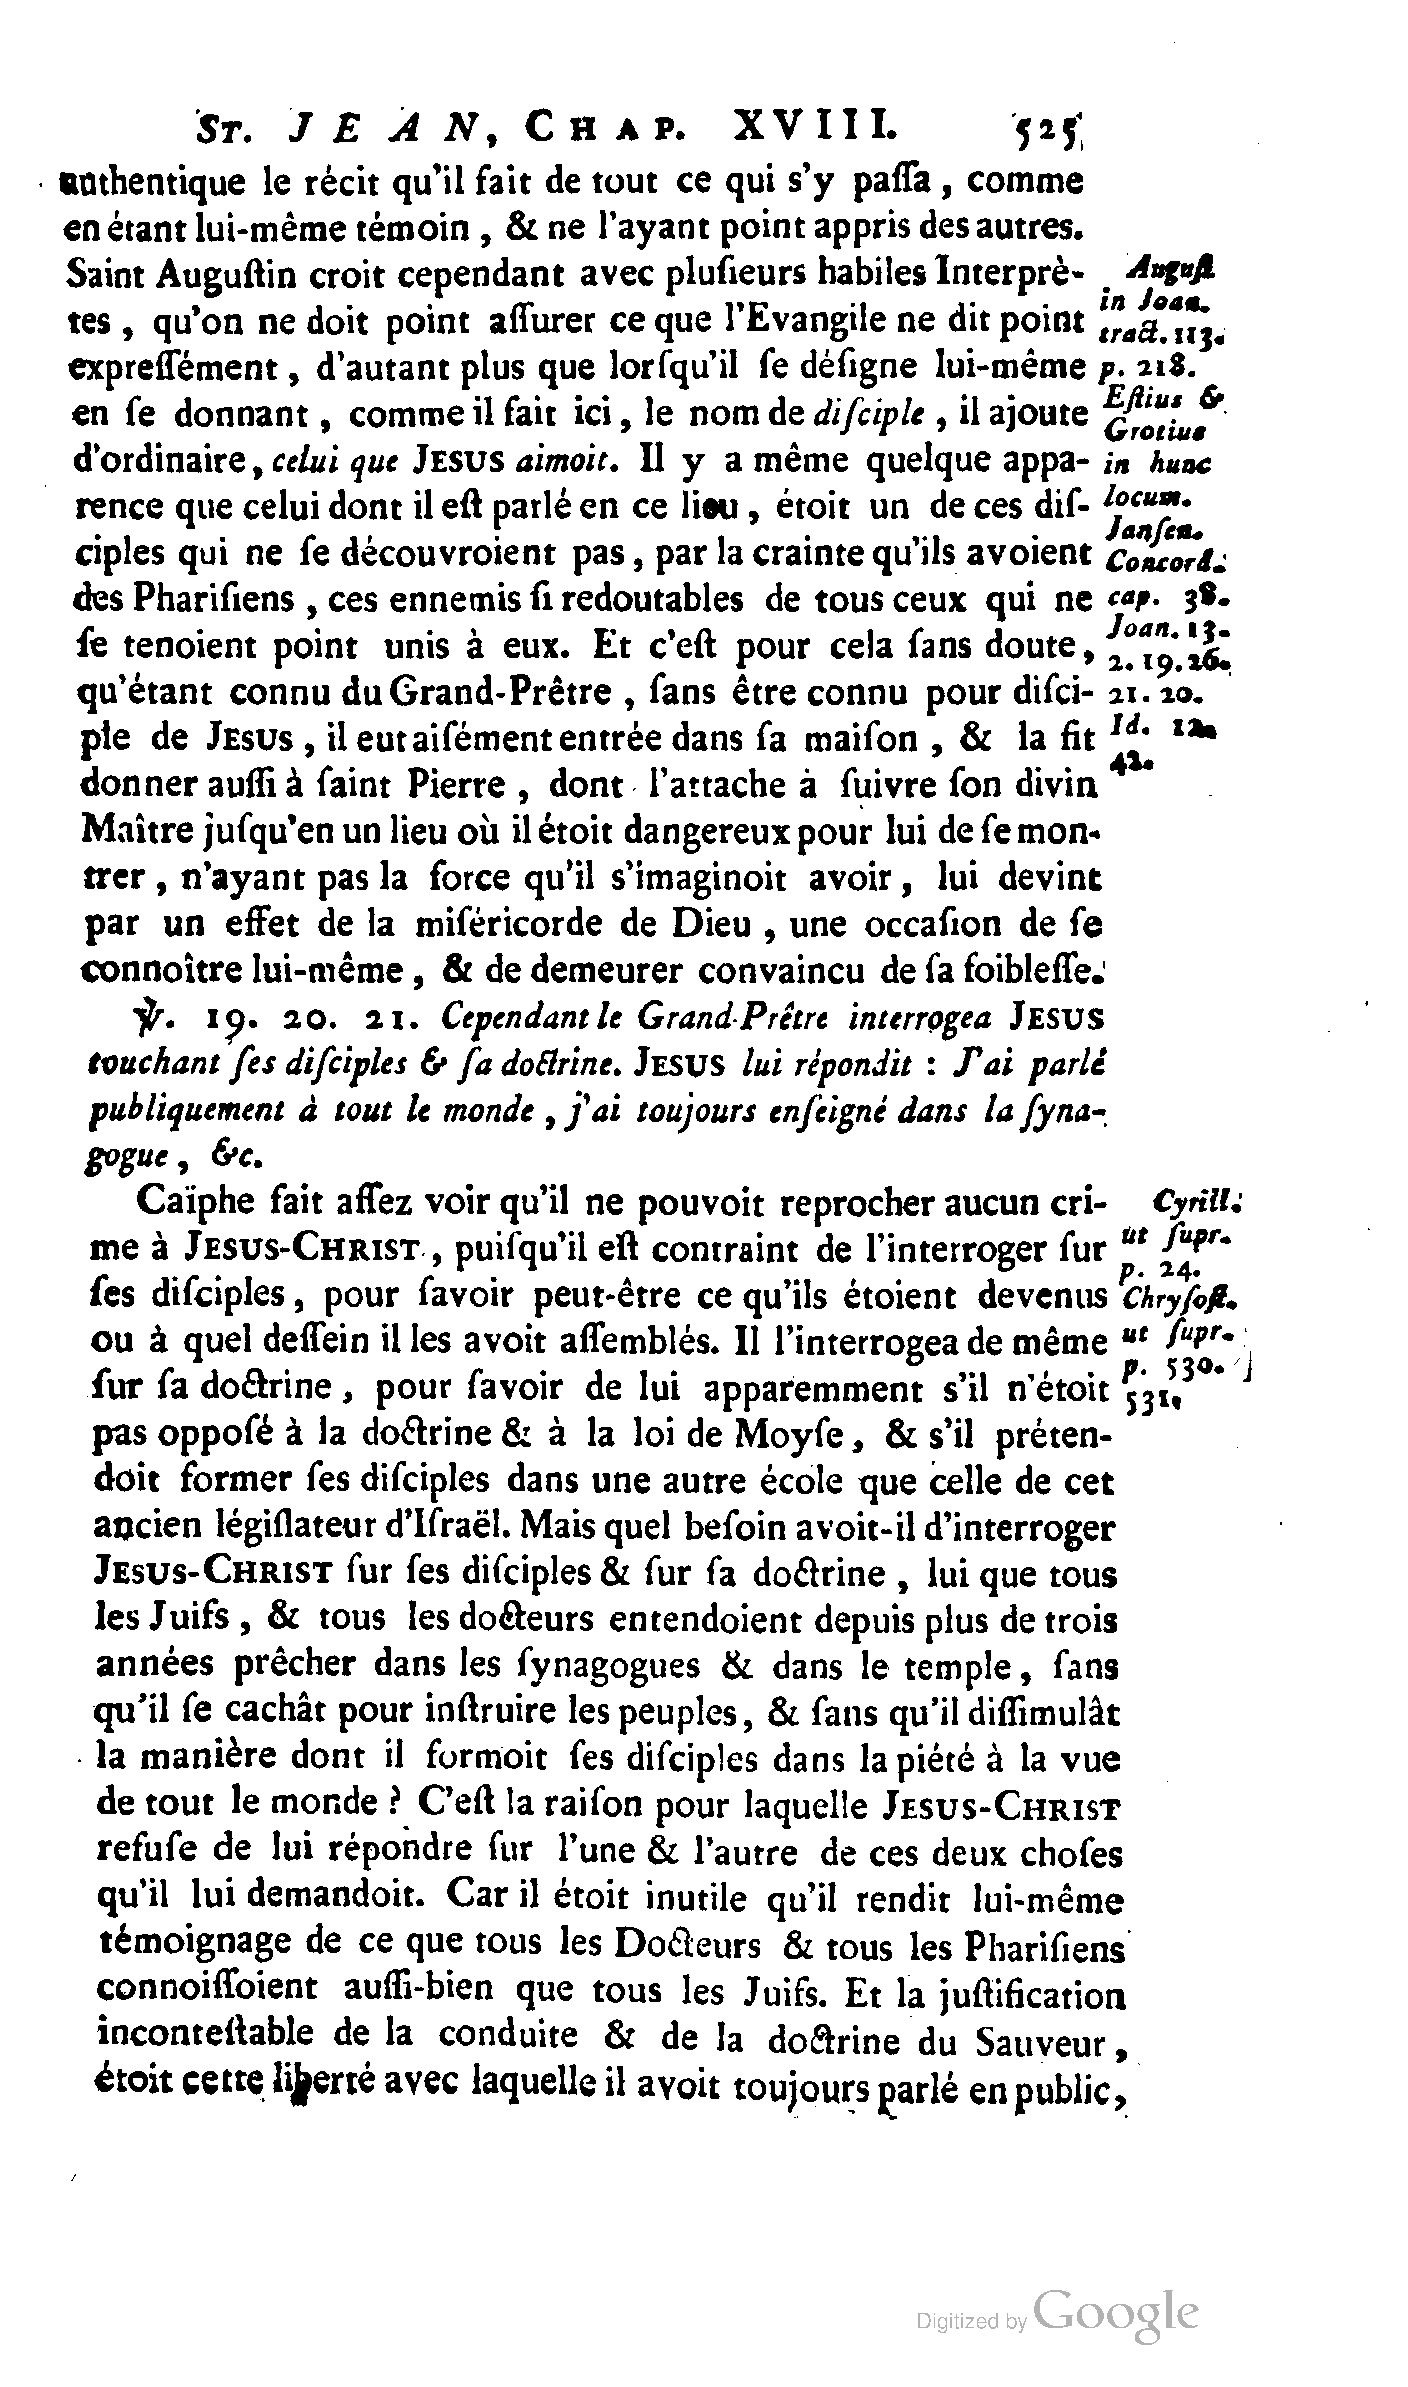 St. JEAN, CHAP. XVIII. 525
authentique le récit qu'il fait de tout ce qui s'y paſſa, comme
en étant lui-même témoin, & ne l'ayant point appris des autres.
Saint Auguſtin croit cependant avec pluſieurs habiles Interprè-
tes, qu'on ne doit point aſſurer ce que l'Evangile ne dit point
expreſſément, d'autant plus que lorſqu'il ſe déſigne lui-même
en ſe donnant, comme il fait ici, le nom de diſciple, il ajoute
d'ordinaire, celui que JESUS aimoit. Il y a même quelque appa-
rence que celui dont il eſt parlé en ce lieu, étoit un de ces diſ-
ciples qui ne ſe découvroient pas, par la crainte qu'ils avoient
des Phariſiens, ces ennemis ſi redoutables de tous ceux qui ne
ſe tenoient point unis à eux. Et c'eſt pour cela ſans doute,
qu'étant connu du Grand-Prêtre, ſans être connu pour diſci-
ple de JESUS, il eut aiſément entrée dans ſa maiſon, & la fit
donner auſſi à ſaint Pierre, dont l'attache à ſuivre ſon divin
Maître juſqu'en un lieu où il étoit dangereux pour lui de ſe mon-
trer, n'ayant pas la force qu'il s'imaginoit avoir, lui devint
par un effet de la miſéricorde de Dieu, une occaſion de ſe
connoître lui-même, & de demeurer convaincu de ſa foibleſſe.
Auguſt
in Joan.
tract. 113.
p. 218.
Eſtius &
Grotius
in hunc
locum.
Janſen.
Concord.
cap. 38.
Joan. 13.
2. 19. 26.
21. 20.
Id. 12.
42.
℣. 19. 20. 21. Cependant le Grand-Prêtre interrogea JESUS
touchant ſes diſciples & ſa doctrine. JESUS lui répondit : J'ai parlé
publiquement à tout le monde, j'ai toujours enſeigné dans la ſyna-
gogue, &c.
Caïphe fait aſſez voir qu'il ne pouvoit reprocher aucun cri-
me à JESUS-CHRIST, puiſqu'il eſt contraint de l'interroger ſur
ſes diſciples, pour ſavoir peut-être ce qu'ils étoient devenus
ou à quel deſſein il les avoit aſſemblés. Il l'interrogea de même
ſur ſa doctrine, pour ſavoir de lui apparemment s'il n'étoit
pas oppoſé à la doctrine & à la loi de Moyſe, & s'il préten-
doit former ſes diſciples dans une autre école que celle de cet
ancien légiſlateur d'Iſraël. Mais quel beſoin avoit-il d'interroger
JESUS-CHRIST ſur ſes diſciples & ſur ſa doctrine, lui que tous
les Juifs, & tous les docteurs entendoient depuis plus de trois
années prêcher dans les ſynagogues & dans le temple, ſans
qu'il ſe cachât pour inſtruire les peuples, & ſans qu'il diſſimulât
la manière dont il formoit ſes diſciples dans la piété à la vue
de tout le monde ? C'eſt la raiſon pour laquelle JESUS-CHRIST
refuſe de lui répondre ſur l'une & l'autre de ces deux choſes
qu'il lui demandoit. Car il étoit inutile qu'il rendit lui-même
témoignage de ce que tous les Docteurs & tous les Phariſiens
connoiſſoient auſſi-bien que tous les Juifs. Et la juſtification
inconteſtable de la conduite & de la doctrine du Sauveur,
étoit cette liberté avec laquelle il avoit toujours parlé en public,
Cyrill.
ut ſupr.
p. 24.
Chryſoſt.
ut ſupr.
p. 530.
531.
Digitized by Google